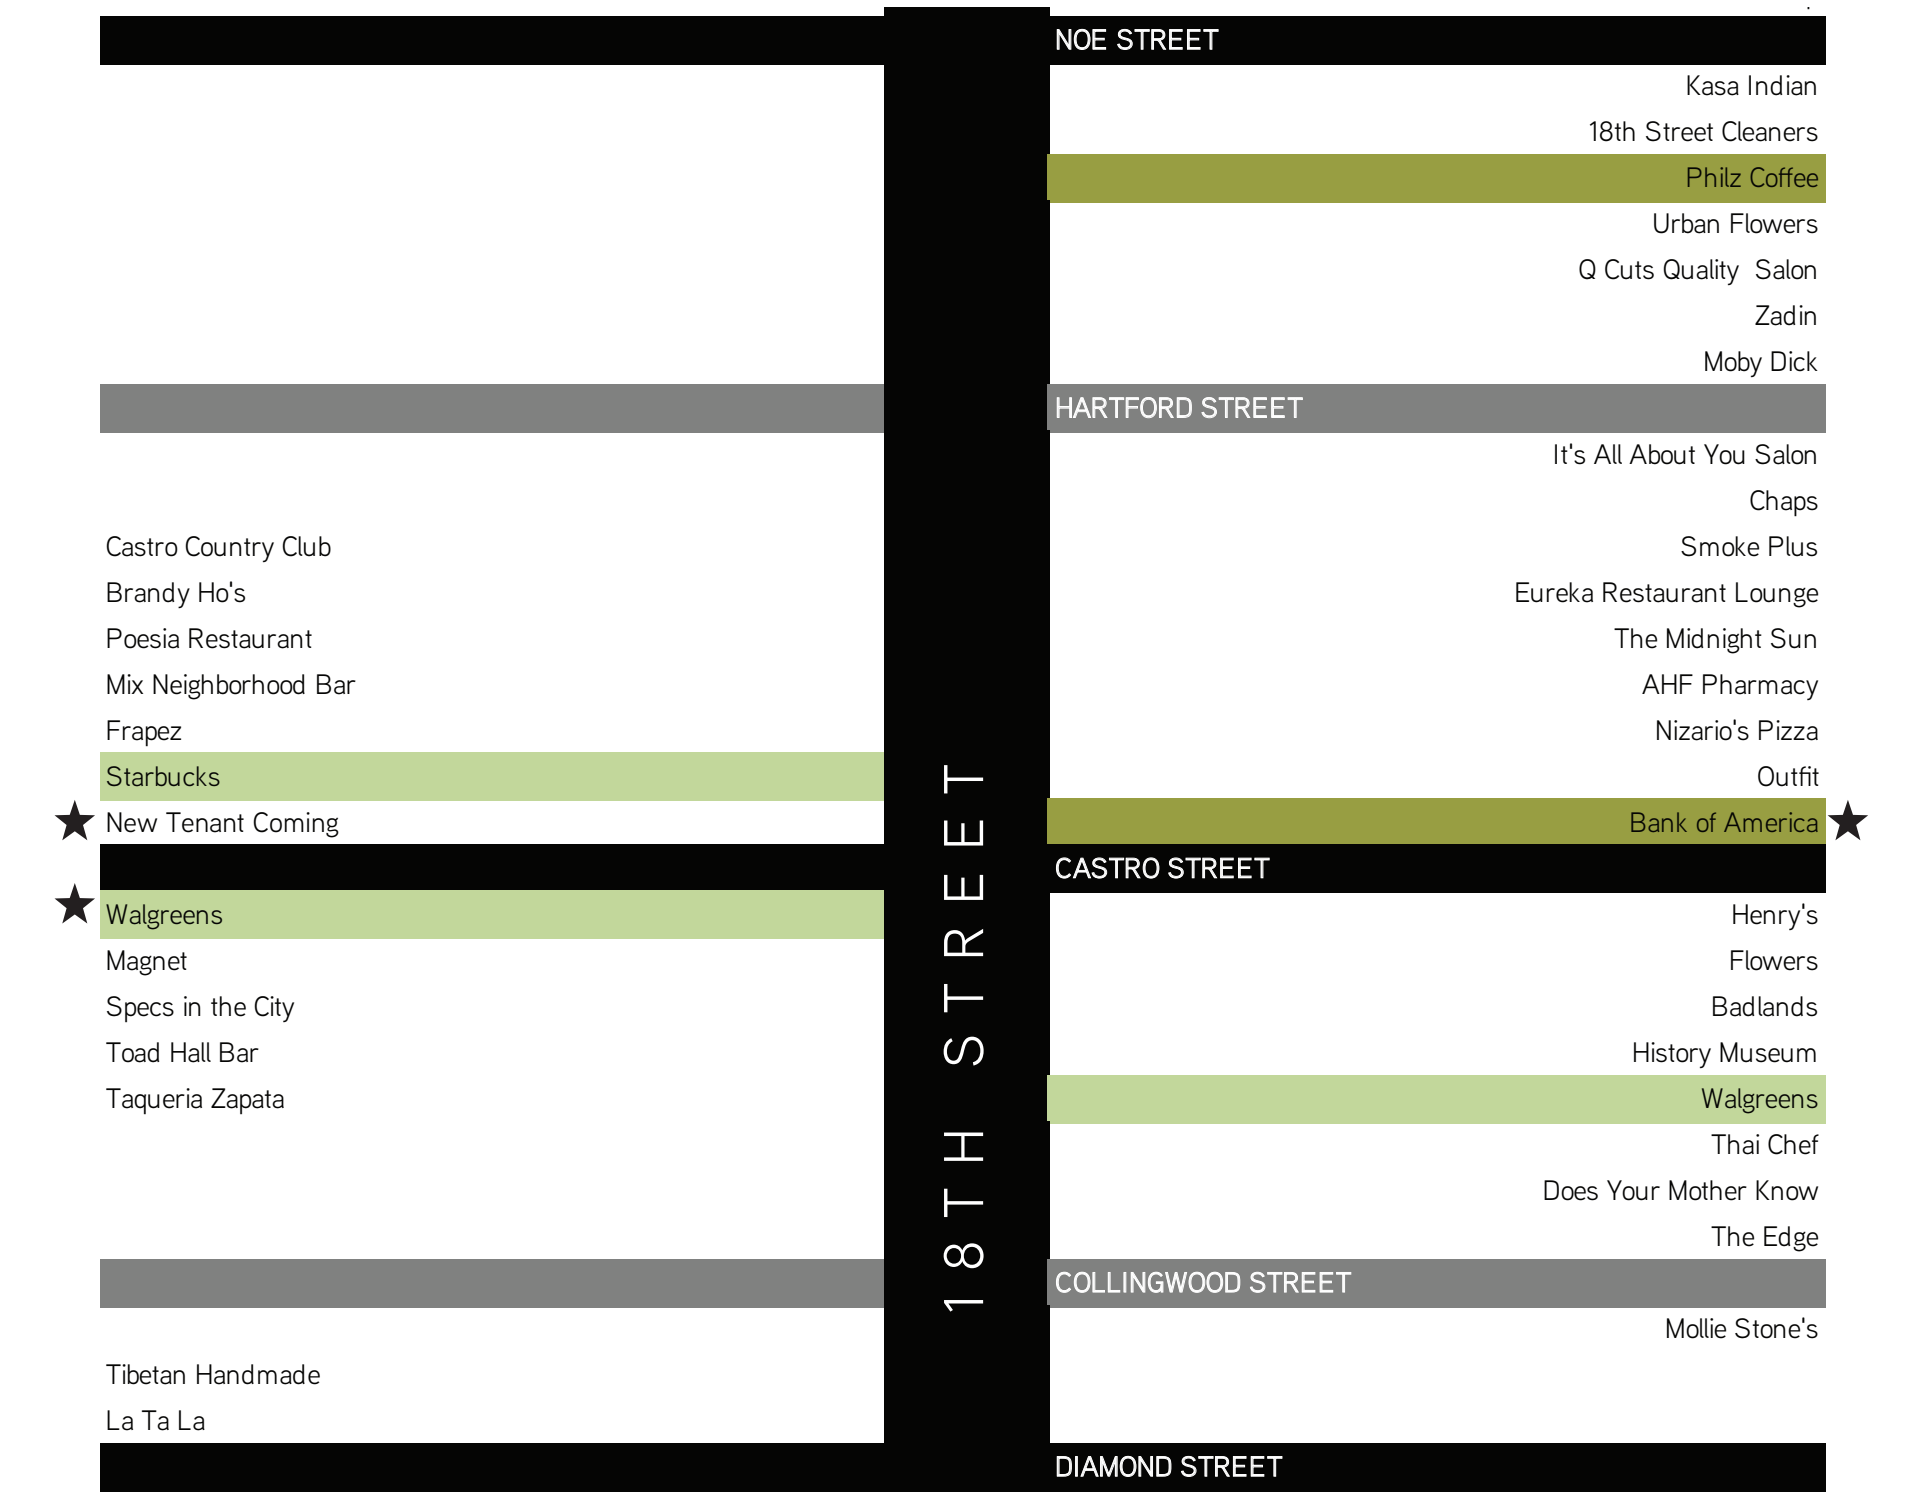 NOE STREET
Kasa Indian
18th Street Cleaners
Philz Coffee
Urban Flowers
Q Cuts Quality  Salon
Zadin
Moby Dick
HARTFORD STREET
It's All About You Salon
Chaps
Castro Country Club
Smoke Plus
Brandy Ho's
Eureka Restaurant Lounge
Poesia Restaurant
The Midnight Sun
Mix Neighborhood Bar
AHF Pharmacy
Frapez
Nizario's Pizza
Starbucks
Outfit
New Tenant Coming
Bank of America
CASTRO STREET
Walgreens
Henry's
Magnet
Flowers
Specs in the City
Badlands
Toad Hall Bar
History Museum
Taqueria Zapata
Walgreens
Thai Chef
Does Your Mother Know
The Edge
COLLINGWOOD STREET
Mollie Stone's
Tibetan Handmade
La Ta La
DIAMOND STREET
18TH STREET